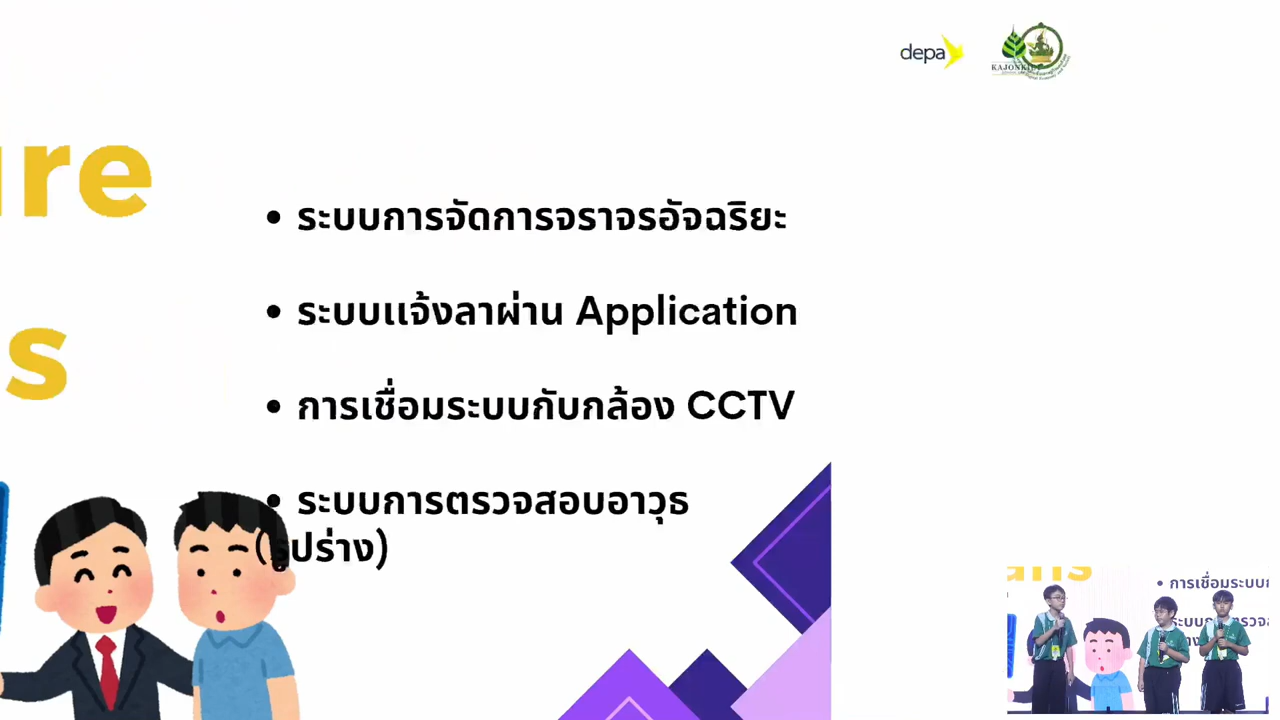 depa
KAJONKIET
ure
s
• ระบบการจัดการจราจรอัจฉริยะ
• ระบบแจ้งลาผ่าน Application
• การเชื่อมระบบกับกล้อง CCTV
• ระบบการตรวจสอบอาวุธ
(รูปร่าง)
ans
• การเชื่อมระบบ